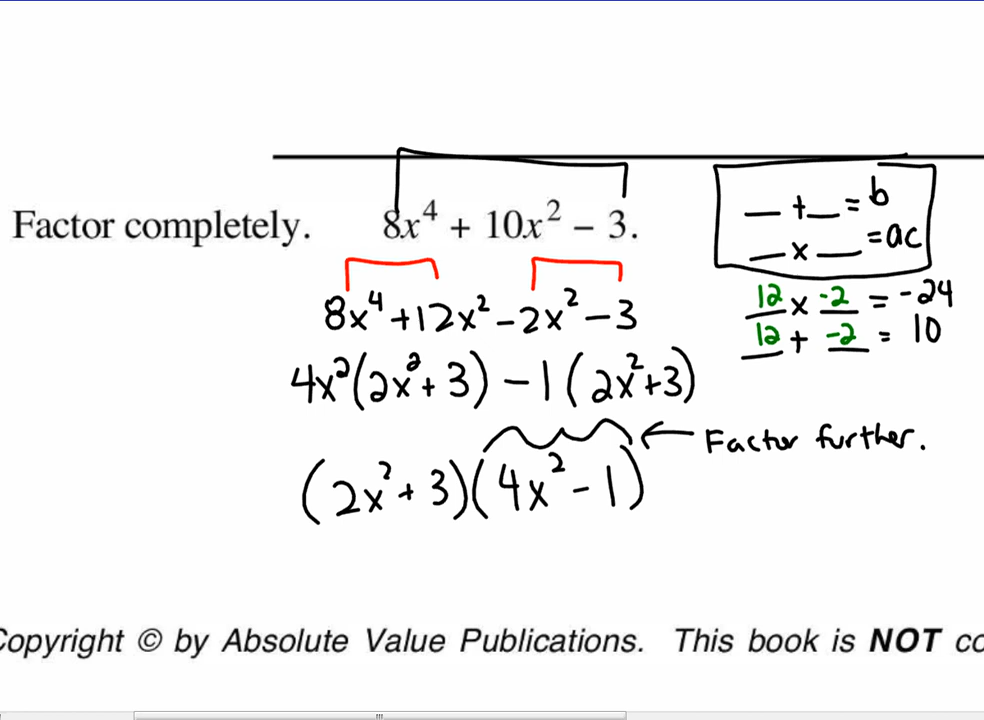 Factor completely. 8x⁴ + 10x² − 3.
__ + __ = b
__ x __ = ac
12 x -2 = -24
12 + -2 = 10
8x⁴ + 12x² − 2x² − 3
4x²(2x² + 3) − 1(2x² + 3)
← Factor further.
(2x² + 3)(4x² − 1)
Copyright © by Absolute Value Publications. This book is NOT co